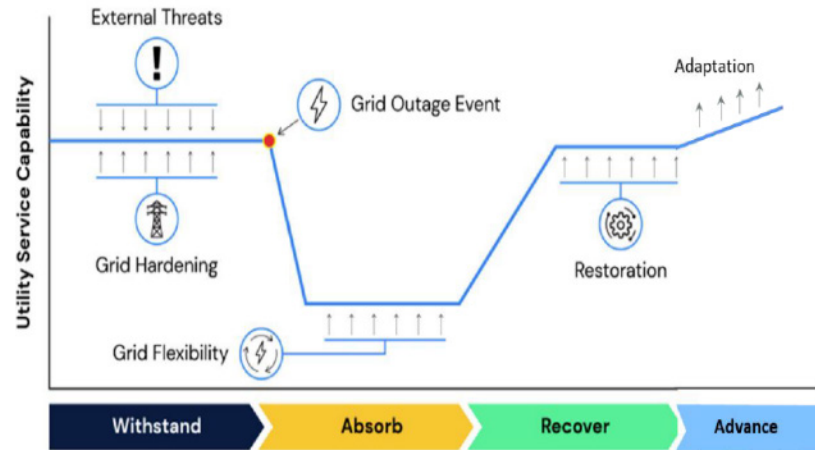 External Threats
Grid Outage Event
Adaptation
Utility Service Capability
Grid Hardening
Restoration
Grid Flexibility
Withstand
Absorb
Recover
Advance